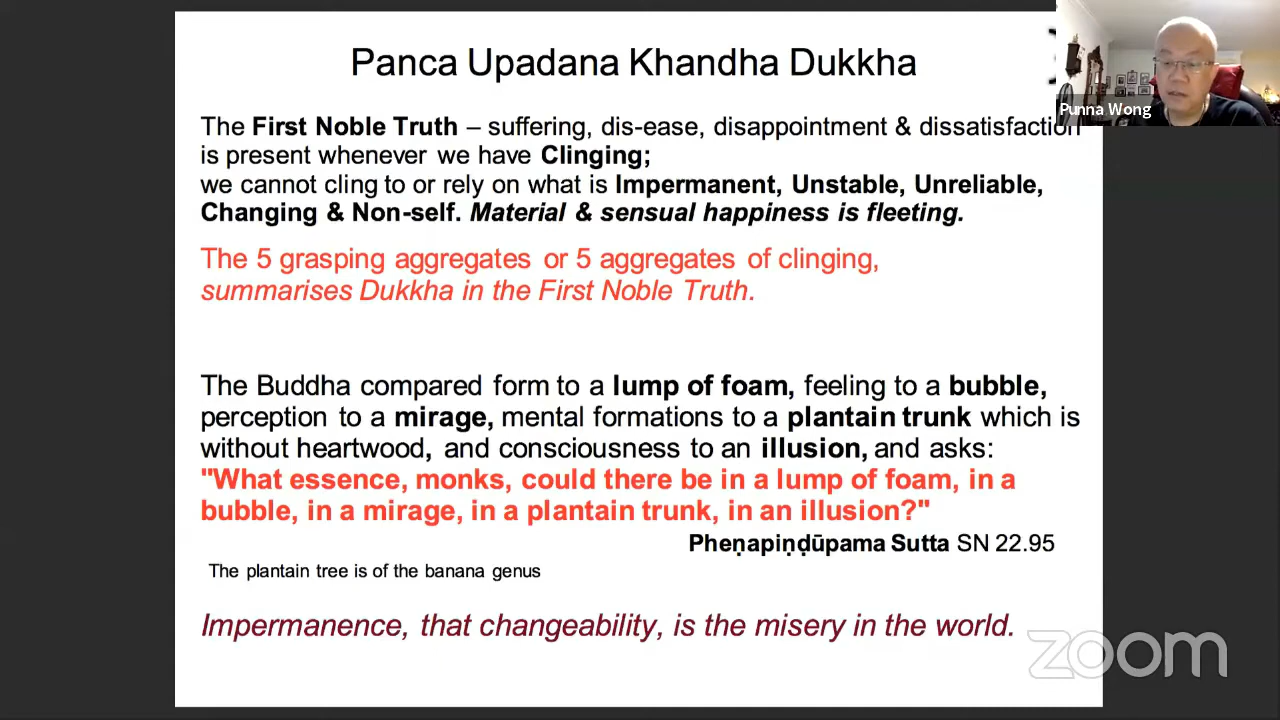 Panca Upadana Khandha Dukkha
Punna Wong
The First Noble Truth – suffering, dis-ease, disappointment & dissatisfaction
is present whenever we have Clinging;
we cannot cling to or rely on what is Impermanent, Unstable, Unreliable,
Changing & Non-self. Material & sensual happiness is fleeting.
The 5 grasping aggregates or 5 aggregates of clinging,
summarises Dukkha in the First Noble Truth.
The Buddha compared form to a lump of foam, feeling to a bubble,
perception to a mirage, mental formations to a plantain trunk which is
without heartwood, and consciousness to an illusion, and asks:
"What essence, monks, could there be in a lump of foam, in a
bubble, in a mirage, in a plantain trunk, in an illusion?"
Pheṇapiṇḍūpama Sutta SN 22.95
The plantain tree is of the banana genus
Impermanence, that changeability, is the misery in the world.
zoom